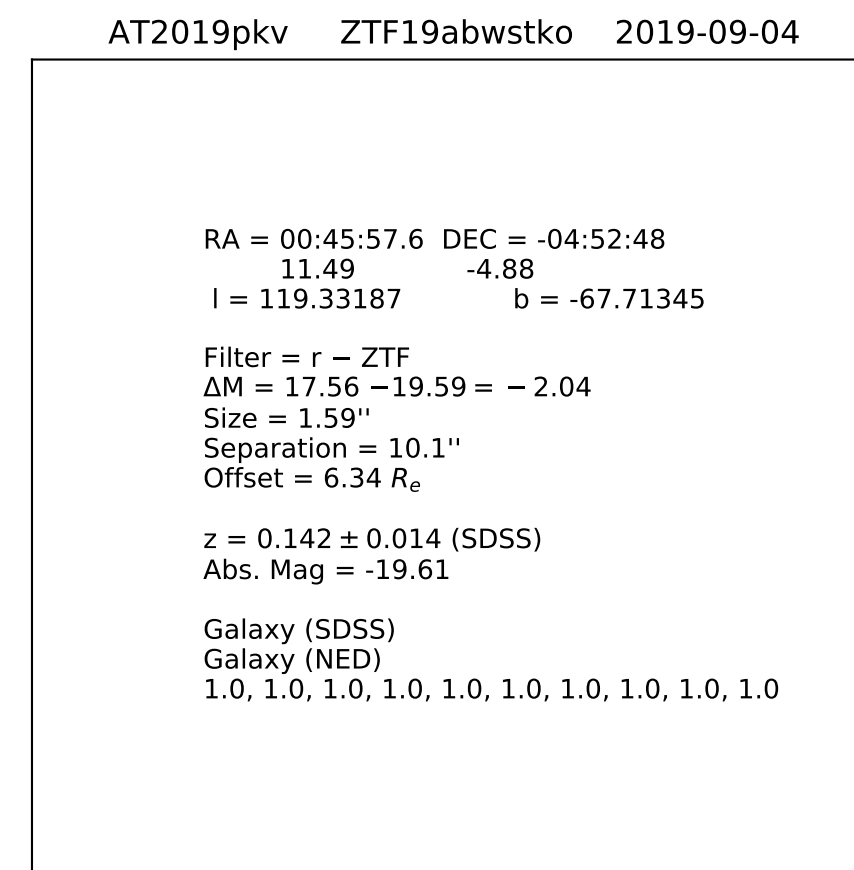 AT2019pkv ZTF19abwstko 2019-09-04
RA = 00:45:57.6 DEC = -04:52:48
11.49 -4.88
l = 119.33187 b = -67.71345
Filter = r − ZTF
ΔM = 17.56 −19.59 = − 2.04
Size = 1.59''
Separation = 10.1''
Offset = 6.34 Rₑ
z = 0.142 ± 0.014 (SDSS)
Abs. Mag = -19.61
Galaxy (SDSS)
Galaxy (NED)
1.0, 1.0, 1.0, 1.0, 1.0, 1.0, 1.0, 1.0, 1.0, 1.0